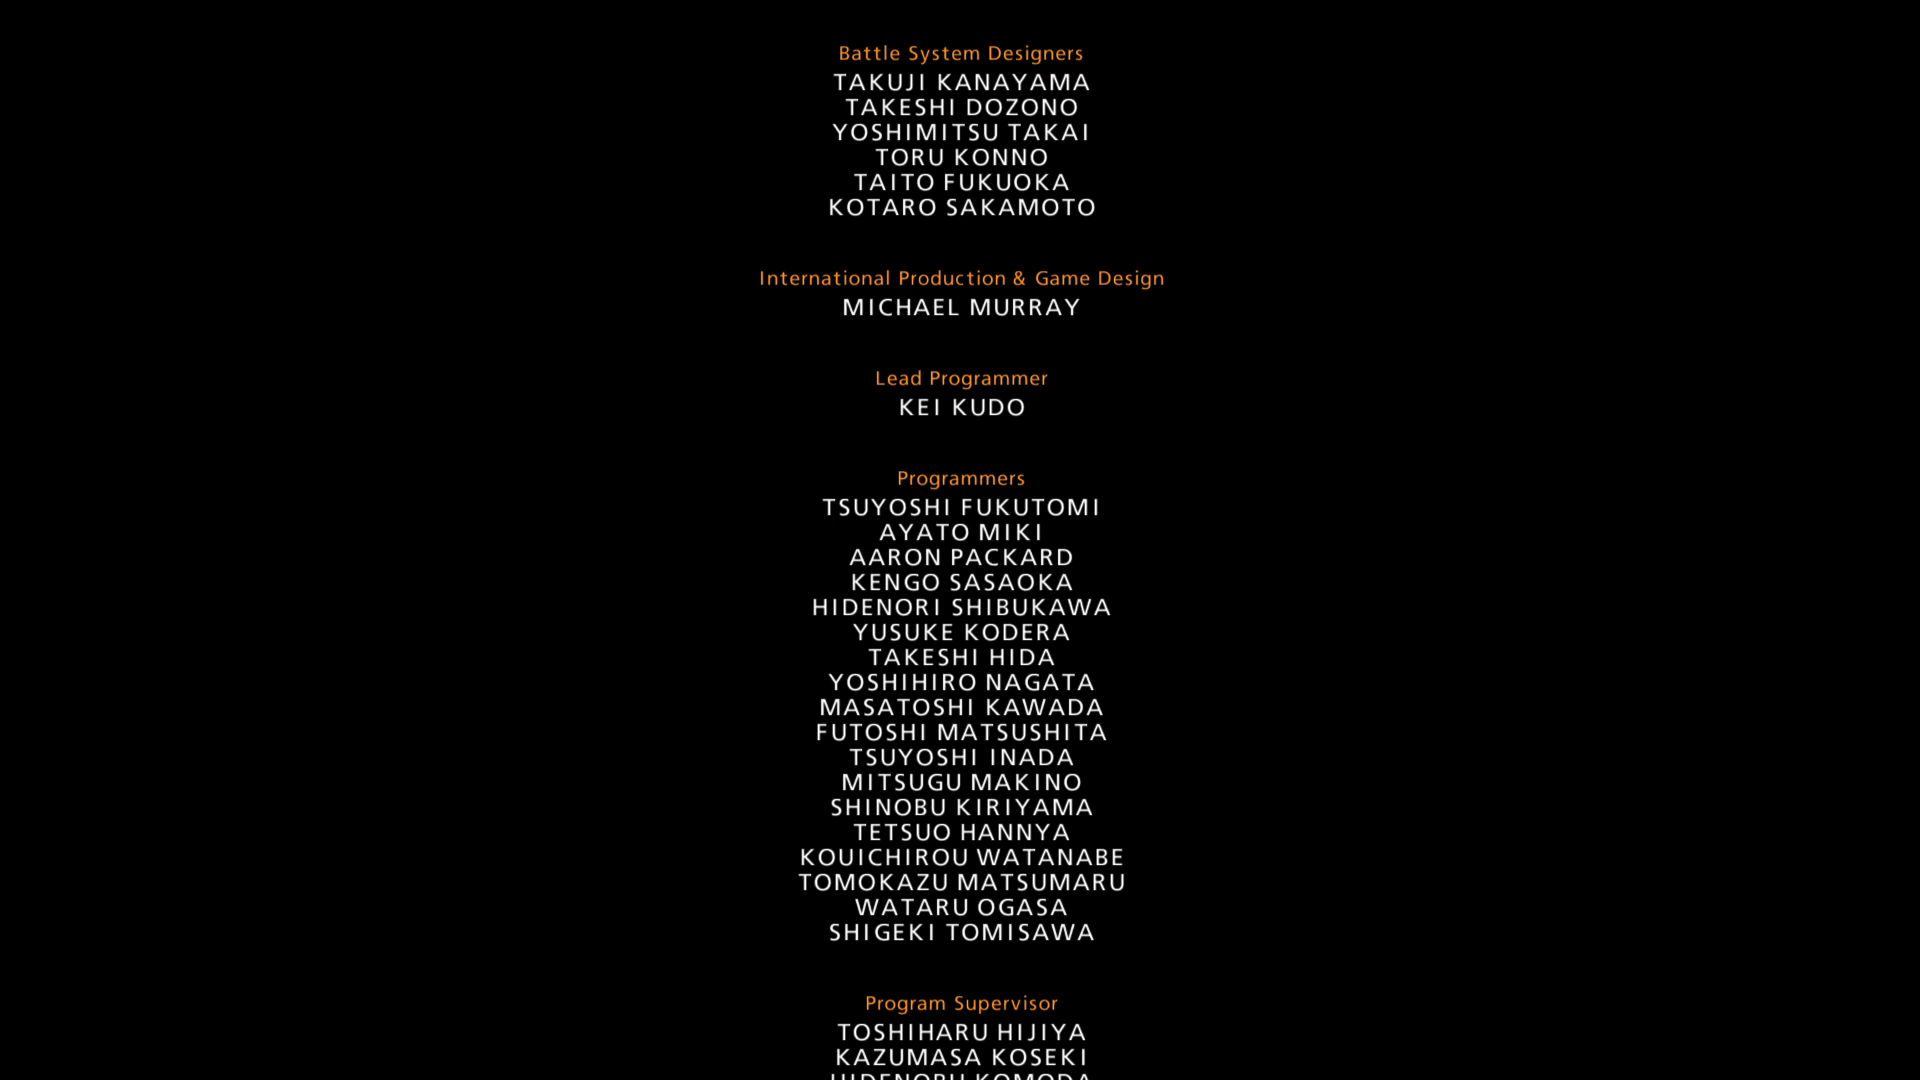 Battle System Designers
TAKUJI KANAYAMA
TAKESHI DOZONO
YOSHIMITSU TAKAI
TORU KONNO
TAITO FUKUOKA
KOTARO SAKAMOTO
International Production & Game Design
MICHAEL MURRAY
Lead Programmer
KEI KUDO
Programmers
TSUYOSHI FUKUTOMI
AYATO MIKI
AARON PACKARD
KENGO SASAOKA
HIDENORI SHIBUKAWA
YUSUKE KODERA
TAKESHI HIDA
YOSHIHIRO NAGATA
MASATOSHI KAWADA
FUTOSHI MATSUSHITA
TSUYOSHI INADA
MITSUGU MAKINO
SHINOBU KIRIYAMA
TETSUO HANNYA
KOUICHIROU WATANABE
TOMOKAZU MATSUMARU
WATARU OGASA
SHIGEKI TOMISAWA
Program Supervisor
TOSHIHARU HIJIYA
KAZUMASA KOSEKI